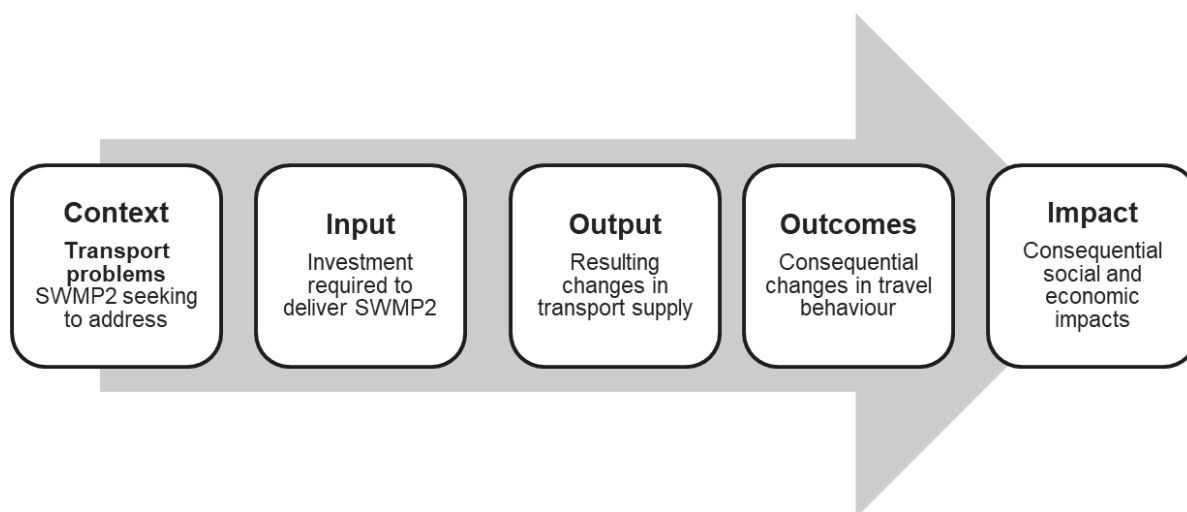 Context
Transport
problems
SWMP2 seeking
to address
Input
Investment
required to
deliver SWMP2
Output
Resulting
changes in
transport supply
Outcomes
Consequential
changes in travel
behaviour
Impact
Consequential
social and
economic
impacts